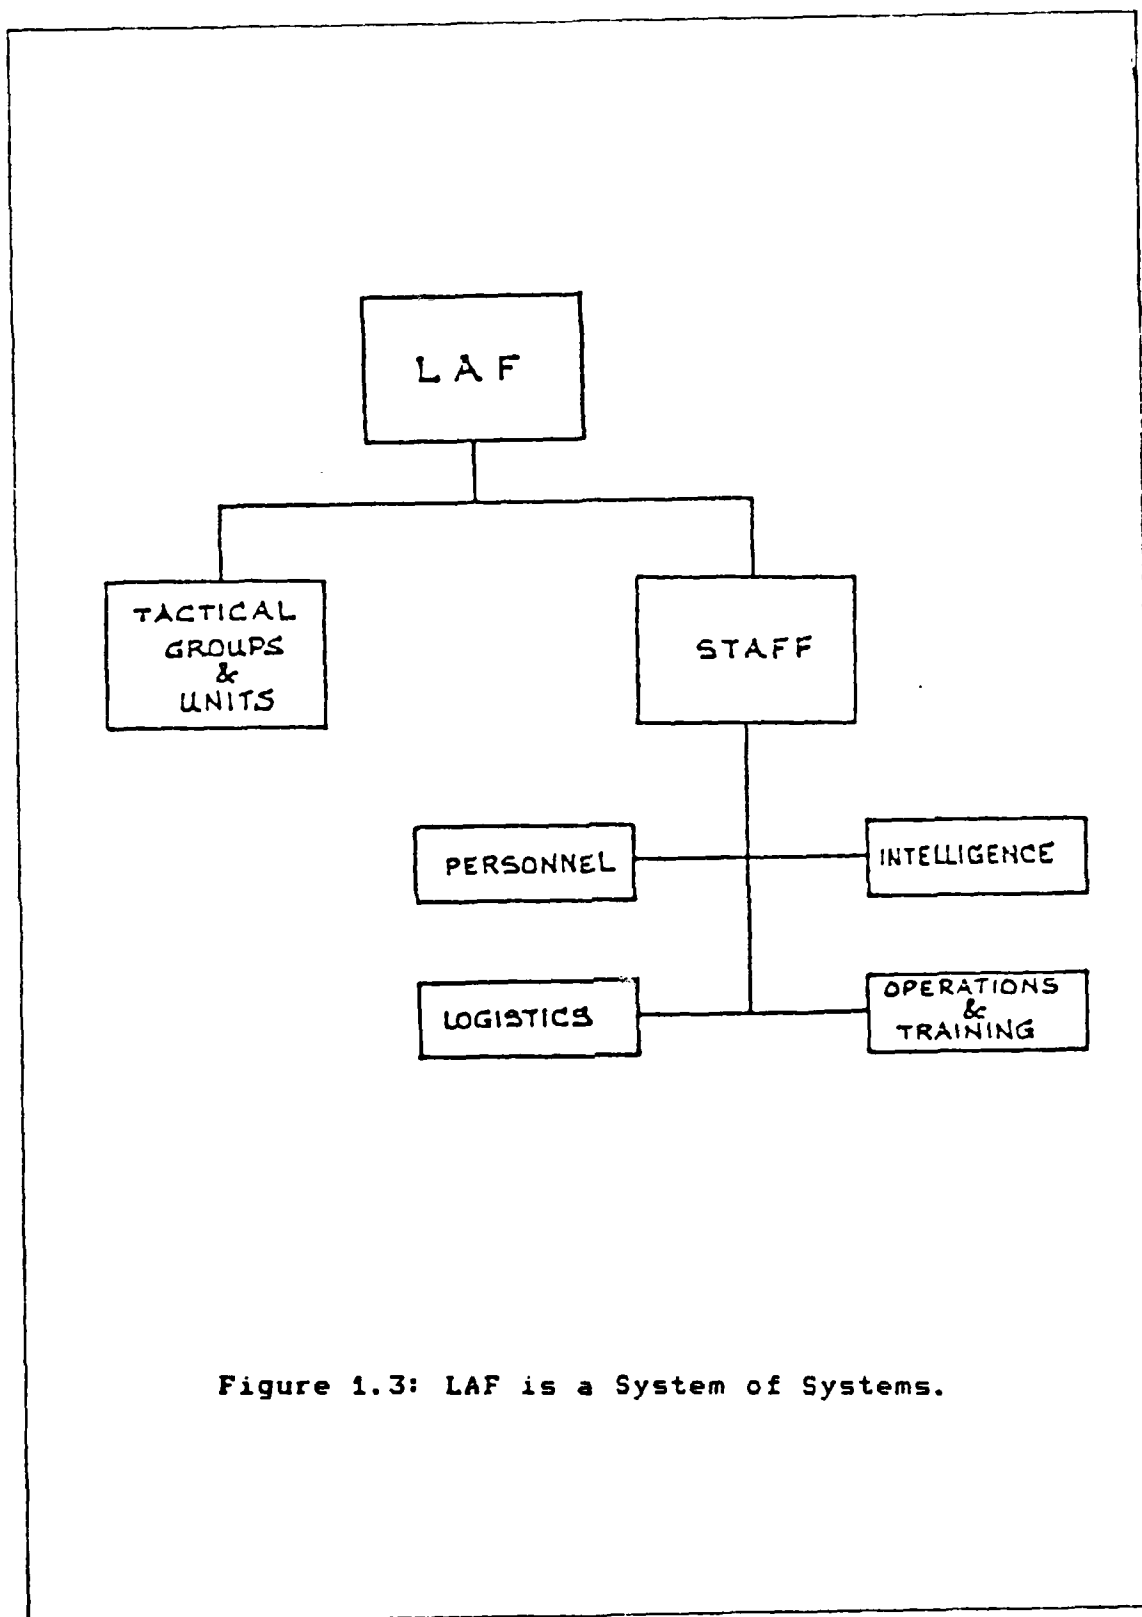 LAF
TACTICAL
GROUPS
&
UNITS
STAFF
PERSONNEL
INTELLIGENCE
LOGISTICS
OPERATIONS
&
TRAINING
Figure 1.3: LAF is a System of Systems.